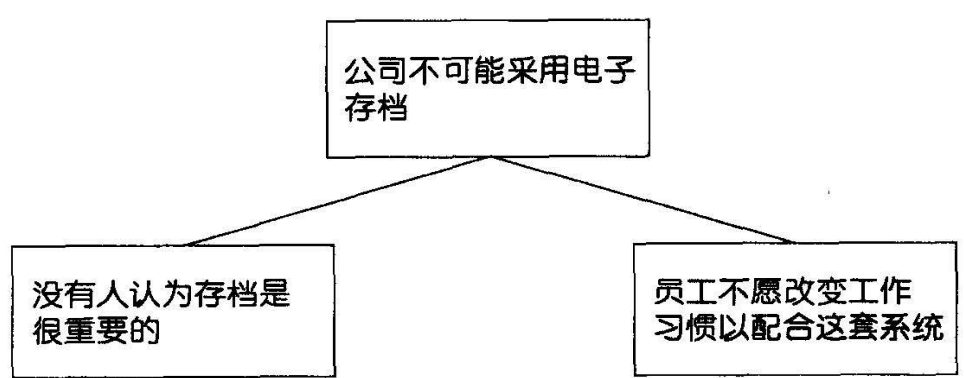 公司不可能采用电子
存档
没有人认为存档是
很重要的
员工不愿改变工作
习惯以配合这套系统